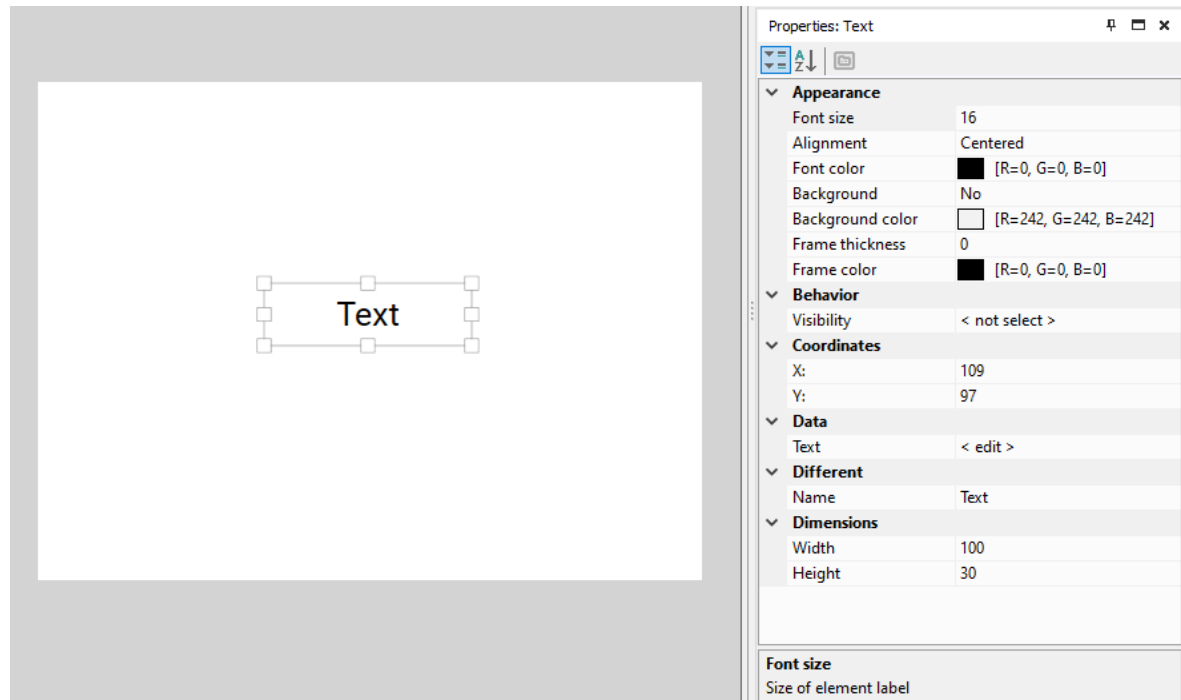 Text
Properties: Text
Appearance
Font size 16
Alignment Centered
Font color [R=0, G=0, B=0]
Background No
Background color [R=242, G=242, B=242]
Frame thickness 0
Frame color [R=0, G=0, B=0]
Behavior
Visibility < not select >
Coordinates
X: 109
Y: 97
Data
Text < edit >
Different
Name Text
Dimensions
Width 100
Height 30
Font size
Size of element label